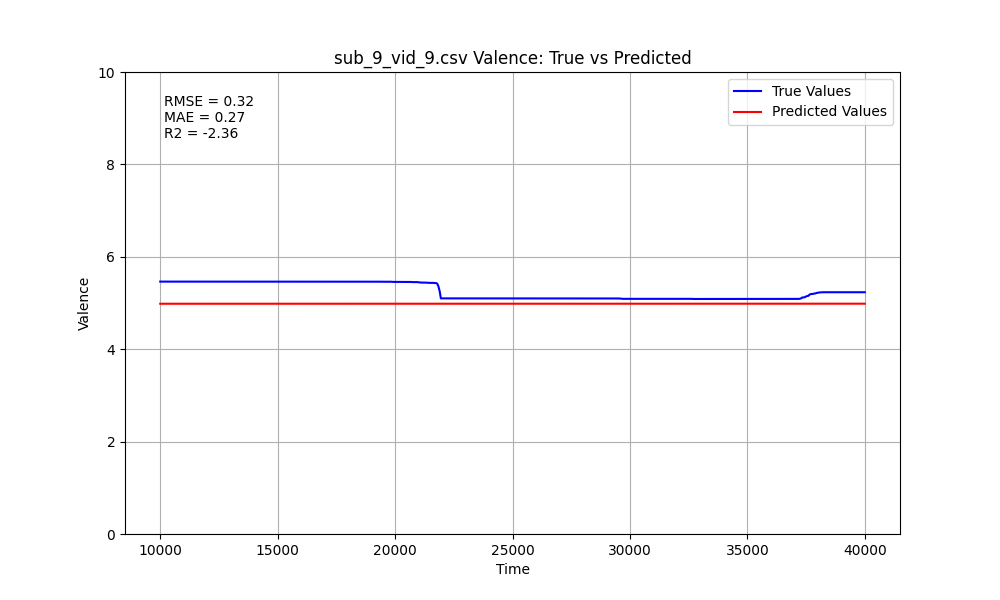 sub_9_vid_9.csv Valence: True vs Predicted
RMSE = 0.32
MAE = 0.27
R2 = -2.36
True Values
Predicted Values
10
8
6
4
2
0
Valence
10000 15000 20000 25000 30000 35000 40000
Time